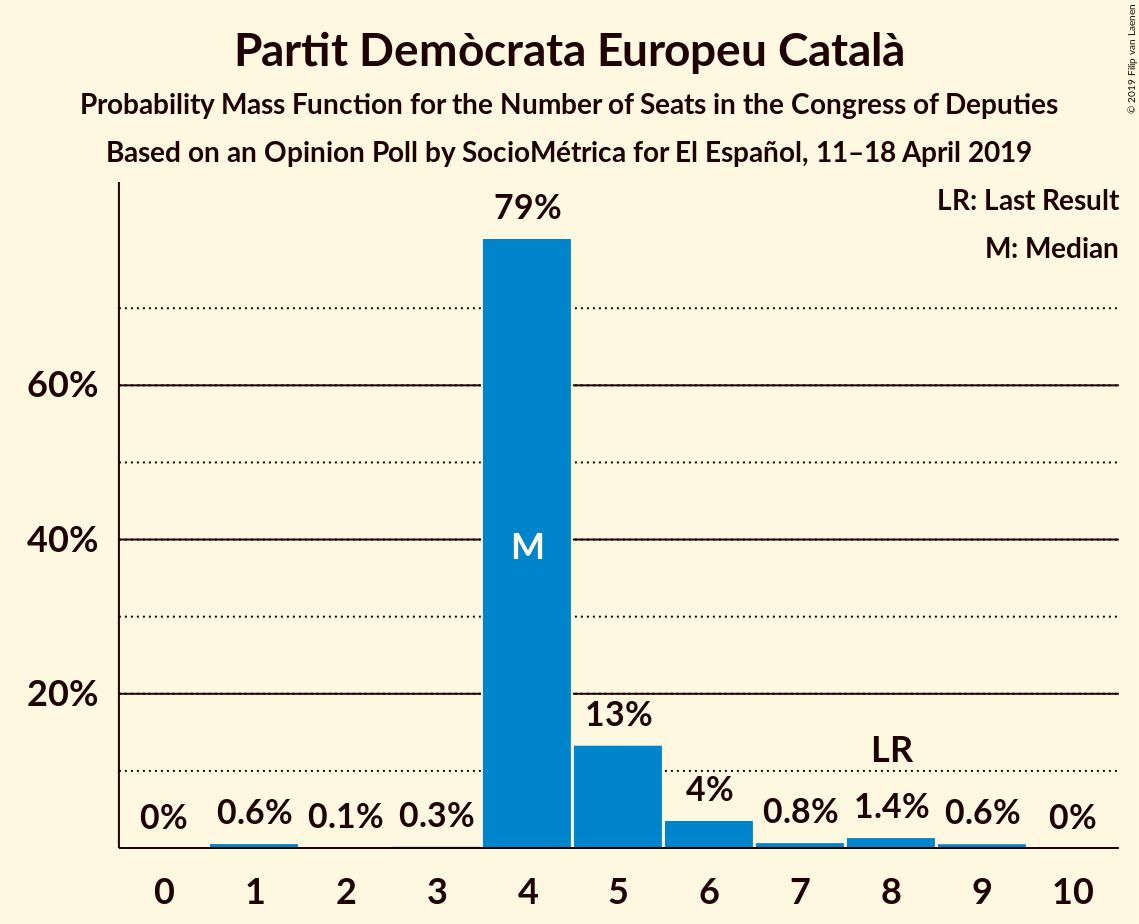 Partit Demòcrata Europeu Català
Probability Mass Function for the Number of Seats in the Congress of Deputies
Based on an Opinion Poll by SocioMétrica for El Español, 11–18 April 2019
© 2019 Filip van Laenen
LR: Last Result
M: Median
79%
60%
40%
M
20%
13%
LR
0%
0.6%
0.1%
0.3%
4%
0.8%
1.4%
0.6%
0%
0 1 2 3 4 5 6 7 8 9 10